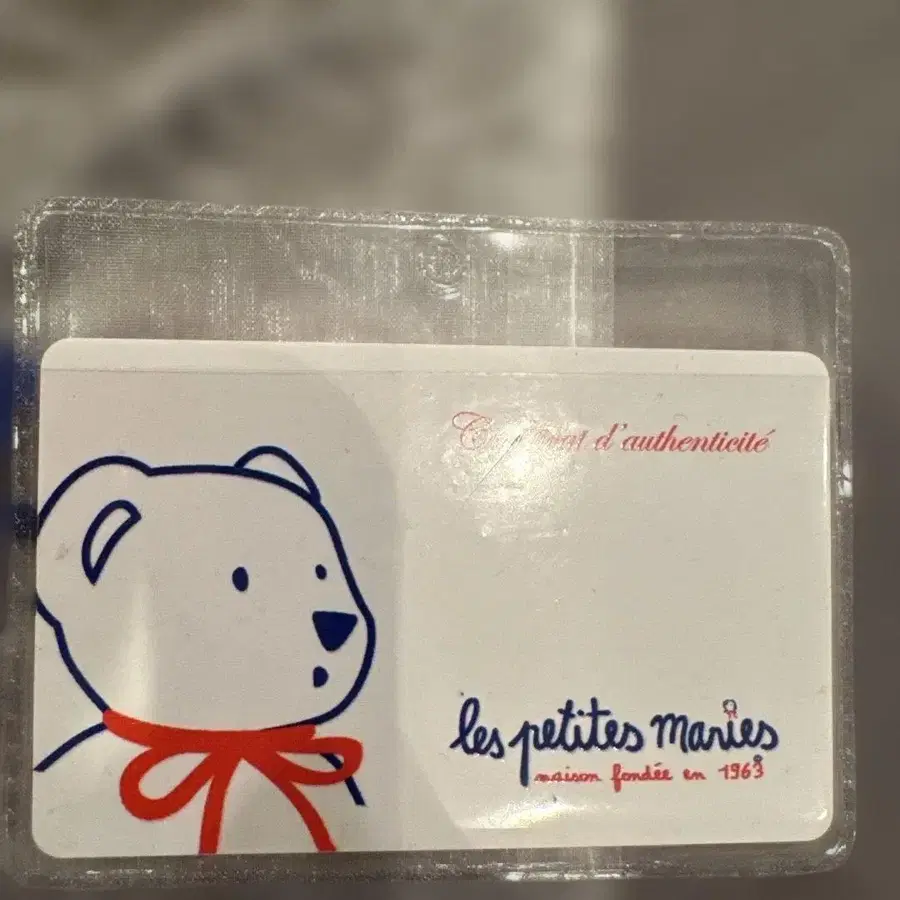 d'authenticité
les petites maries
maison fondée en 1963